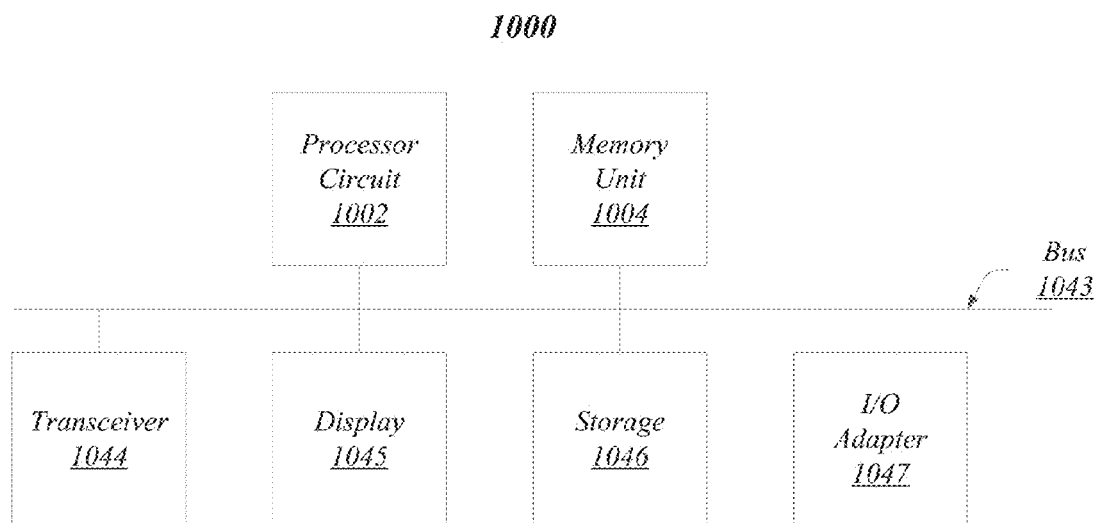 1000
Processor
Circuit
1002
Memory
Unit
1004
Bus
1043
Transceiver
1044
Display
1045
Storage
1046
I/O
Adapter
1047